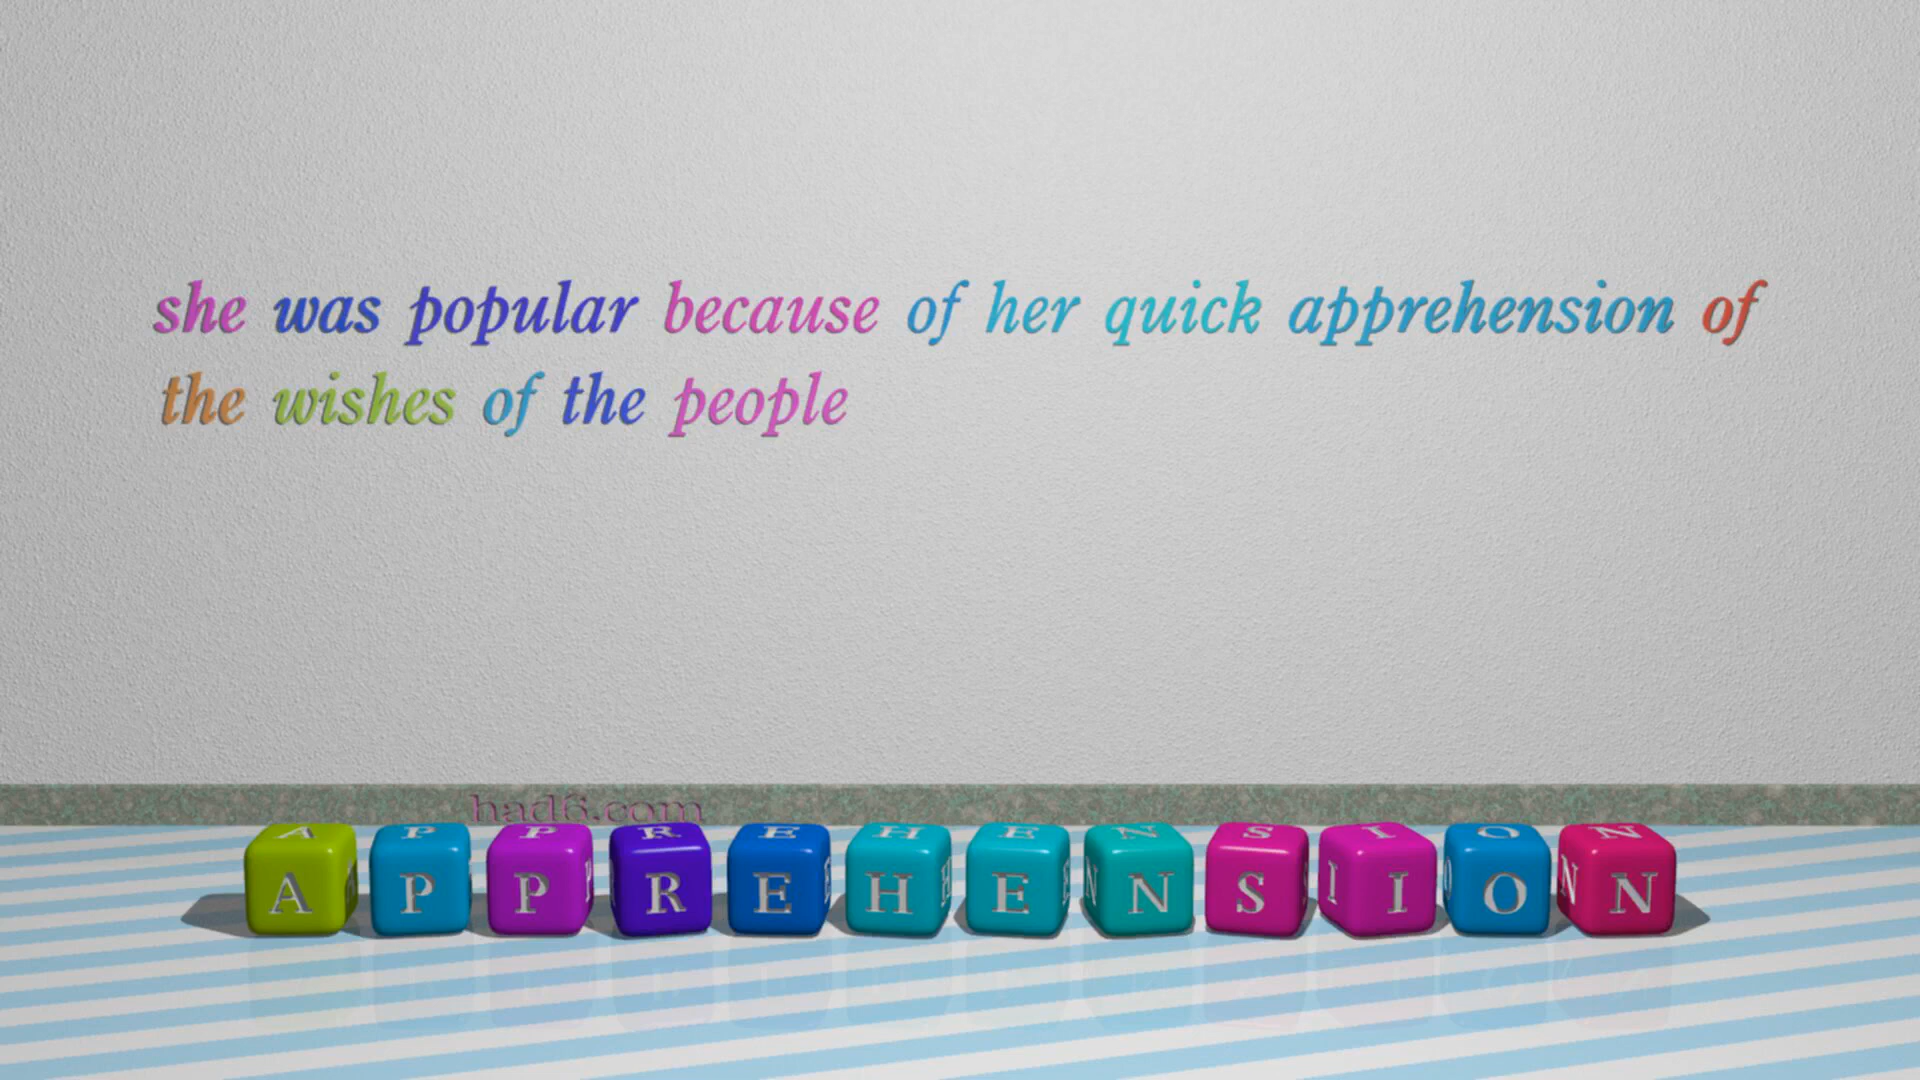 she was popular because of her quick apprehension of
the wishes of the people
had6.com
APPREHENSION